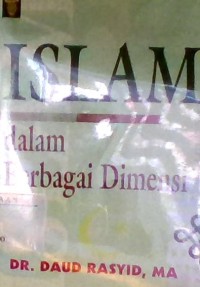 ISLAM
dalam
Berbagai Dimensi
DR. DAUD RASYID, MA